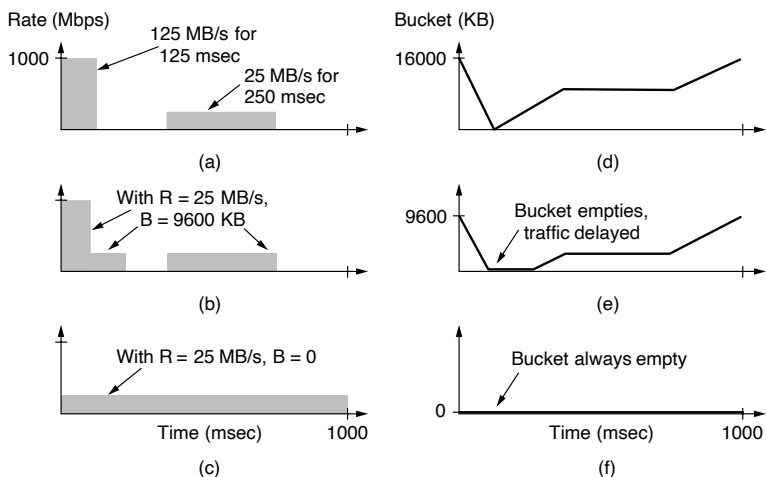 Rate (Mbps)
1000
125 MB/s for
125 msec
25 MB/s for
250 msec
(a)
Bucket (KB)
16000
(d)
With R = 25 MB/s,
B = 9600 KB
(b)
9600
Bucket empties,
traffic delayed
(e)
With R = 25 MB/s, B = 0
Time (msec)
1000
(c)
Bucket always empty
0
Time (msec)
1000
(f)